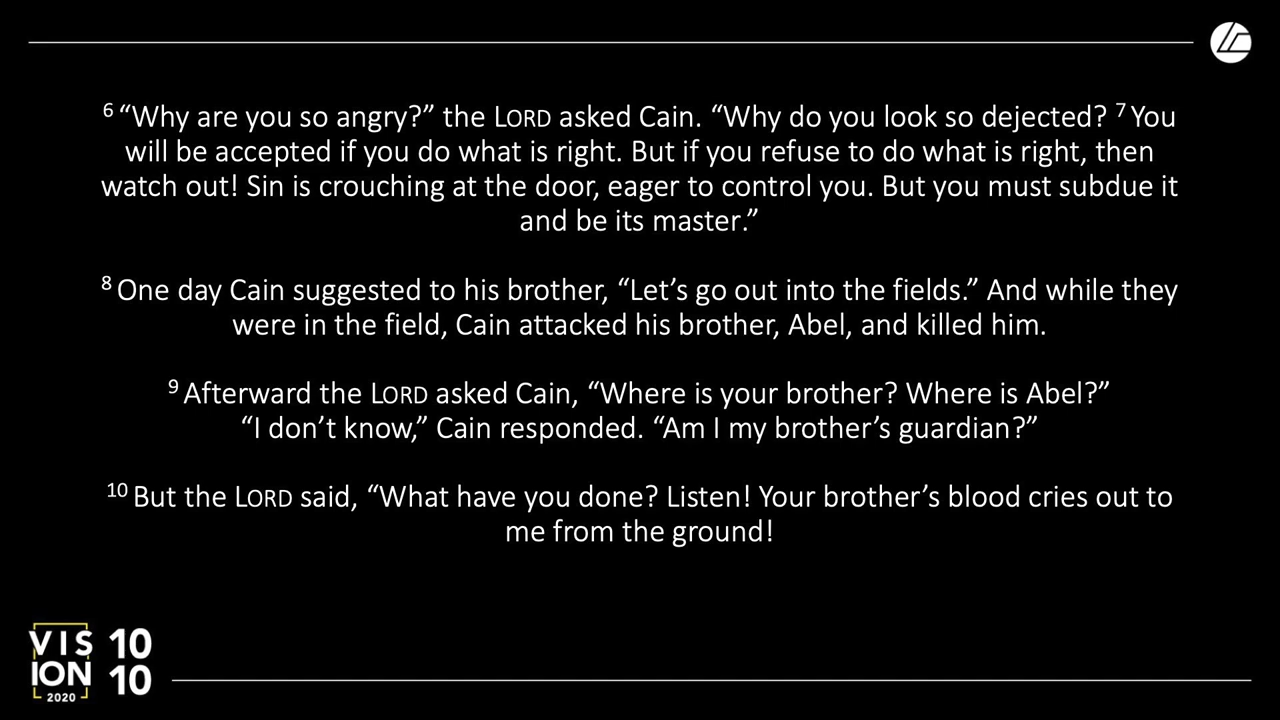 6 “Why are you so angry?” the LORD asked Cain. “Why do you look so dejected? 7 You
will be accepted if you do what is right. But if you refuse to do what is right, then
watch out! Sin is crouching at the door, eager to control you. But you must subdue it
and be its master.”
8 One day Cain suggested to his brother, “Let’s go out into the fields.” And while they
were in the field, Cain attacked his brother, Abel, and killed him.
9 Afterward the LORD asked Cain, “Where is your brother? Where is Abel?”
“I don’t know,” Cain responded. “Am I my brother’s guardian?”
10 But the LORD said, “What have you done? Listen! Your brother’s blood cries out to
me from the ground!
VIS
ION
2020
10
10